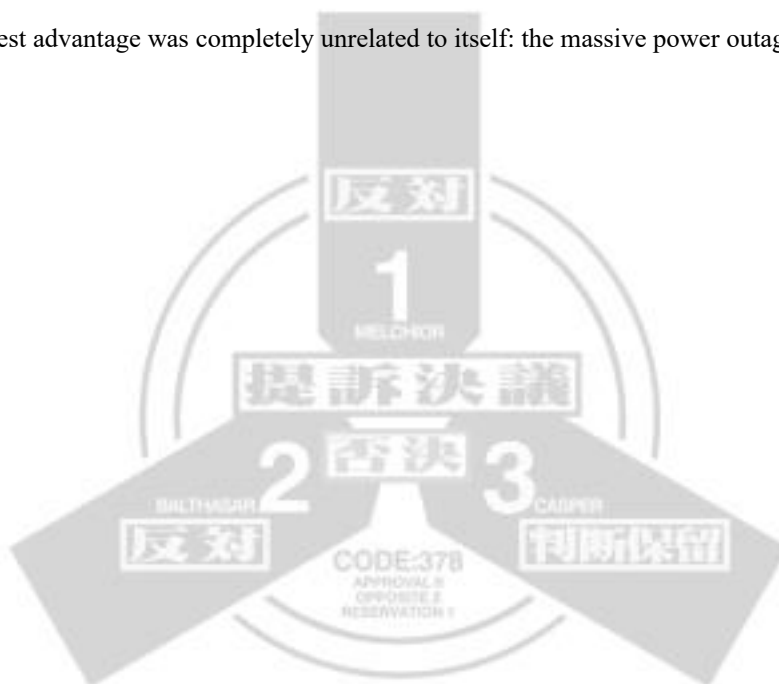 est advantage was completely unrelated to itself: the massive power outag
反対
1
MELCHIOR
提訴決議
否決
2
3
BALTHASAR
CASPER
反対
判断保留
CODE:378
APPROVAL 0
OPPOSITE 2
RESERVATION 1